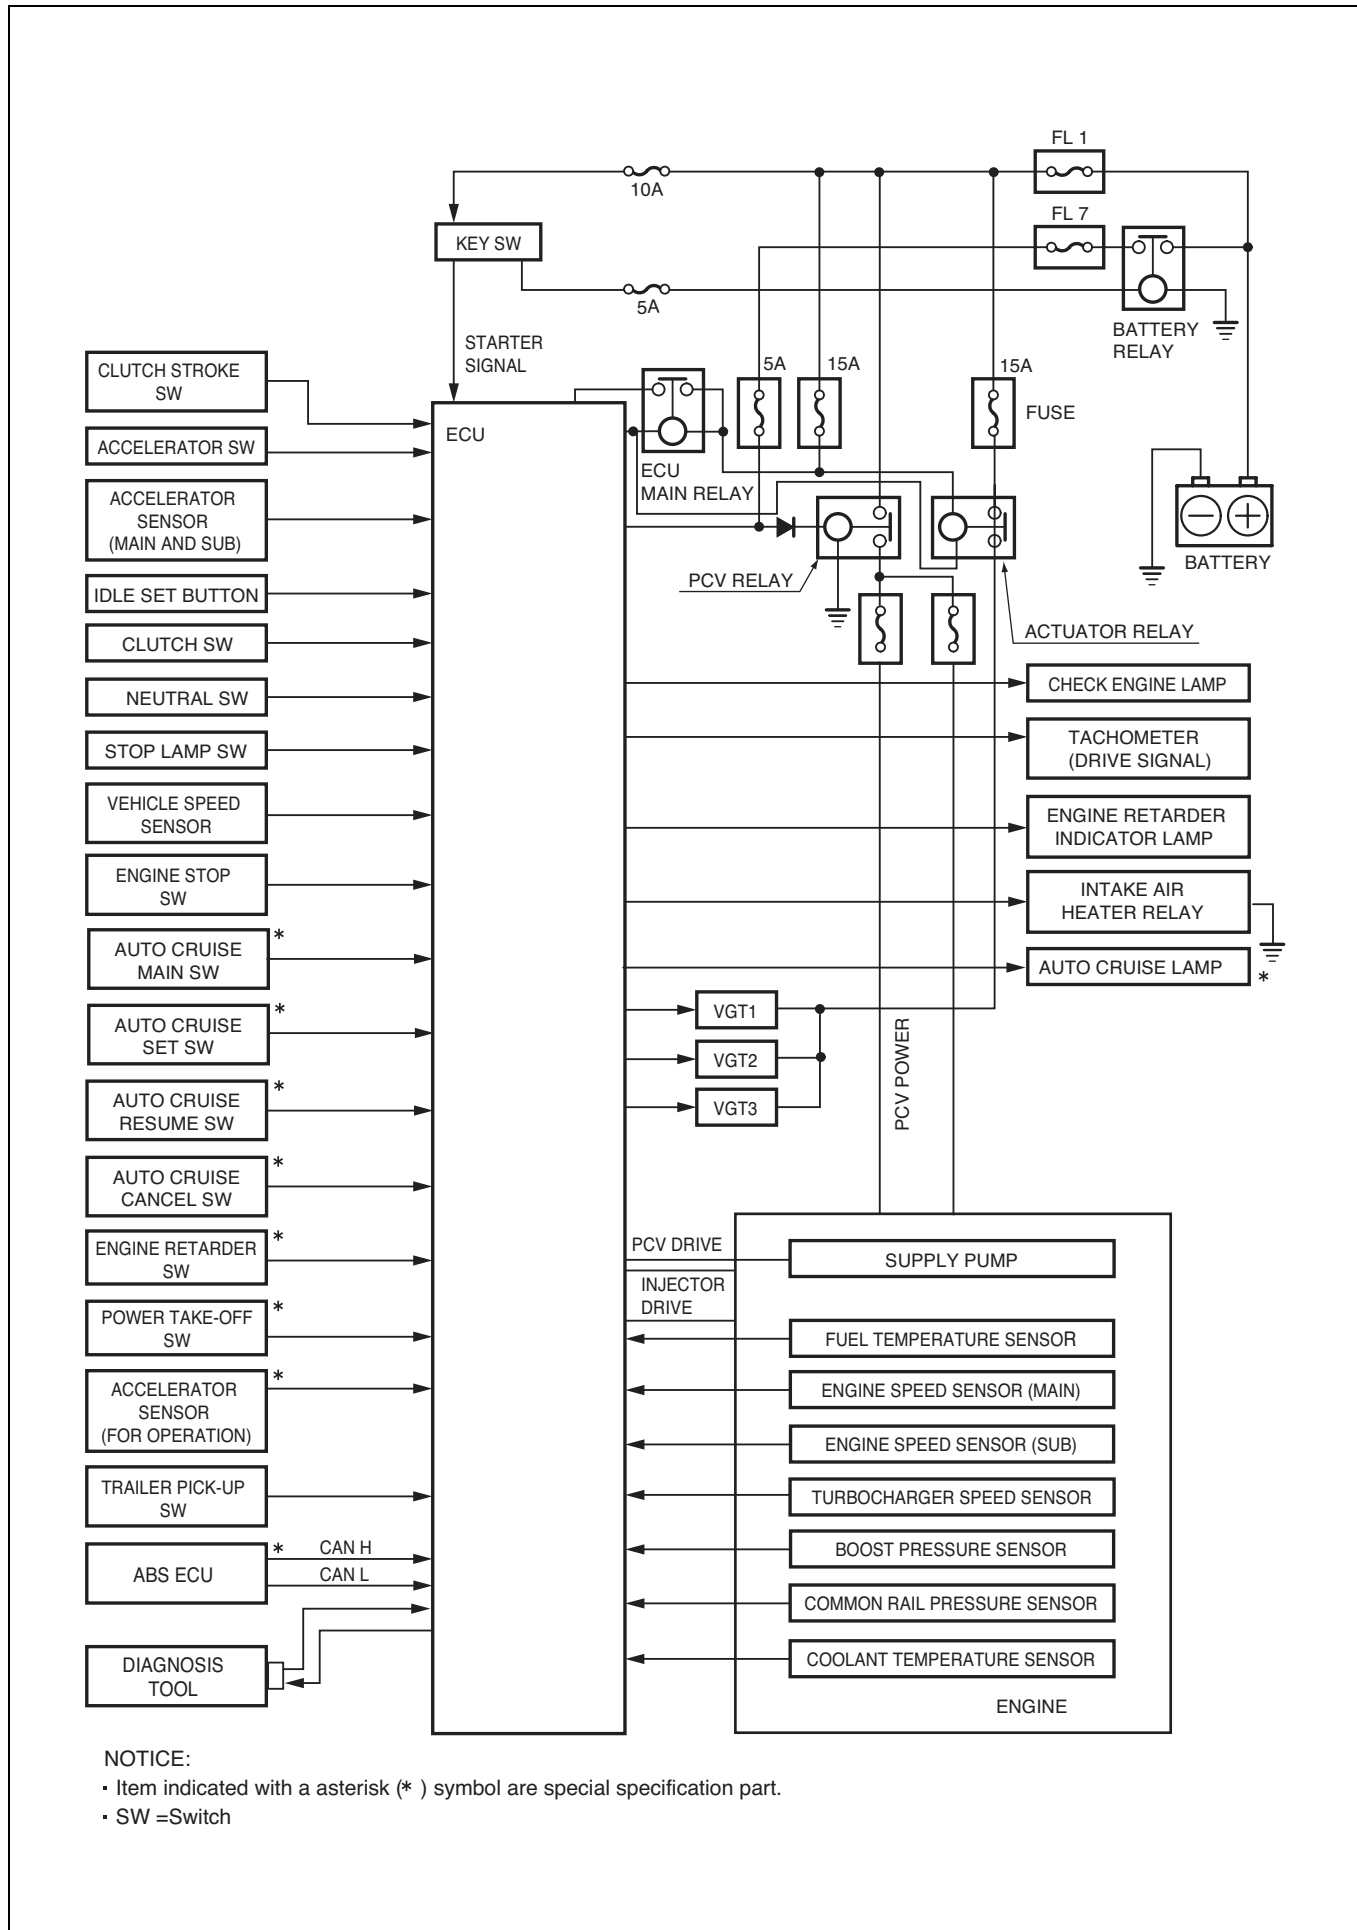 FL 1
10A
FL 7
KEY SW
5A
BATTERY
RELAY
STARTER
SIGNAL
5A
15A
15A
FUSE
CLUTCH STROKE
SW
ECU
ACCELERATOR SW
ECU
MAIN RELAY
ACCELERATOR
SENSOR
(MAIN AND SUB)
BATTERY
PCV RELAY
IDLE SET BUTTON
ACTUATOR RELAY
CLUTCH SW
CHECK ENGINE LAMP
NEUTRAL SW
TACHOMETER
(DRIVE SIGNAL)
STOP LAMP SW
VEHICLE SPEED
SENSOR
ENGINE RETARDER
INDICATOR LAMP
ENGINE STOP
SW
INTAKE AIR
HEATER RELAY
AUTO CRUISE
MAIN SW
*
AUTO CRUISE LAMP
*
AUTO CRUISE
SET SW
*
VGT1
VGT2
VGT3
PCV POWER
AUTO CRUISE
RESUME SW
*
AUTO CRUISE
CANCEL SW
*
ENGINE RETARDER
SW
*
PCV DRIVE
SUPPLY PUMP
INJECTOR
DRIVE
POWER TAKE-OFF
SW
*
FUEL TEMPERATURE SENSOR
ACCELERATOR
SENSOR
(FOR OPERATION)
*
ENGINE SPEED SENSOR (MAIN)
ENGINE SPEED SENSOR (SUB)
TRAILER PICK-UP
SW
TURBOCHARGER SPEED SENSOR
ABS ECU
*
CAN H
CAN L
BOOST PRESSURE SENSOR
COMMON RAIL PRESSURE SENSOR
DIAGNOSIS
TOOL
COOLANT TEMPERATURE SENSOR
ENGINE
NOTICE:
· Item indicated with a asterisk (* ) symbol are special specification part.
· SW =Switch